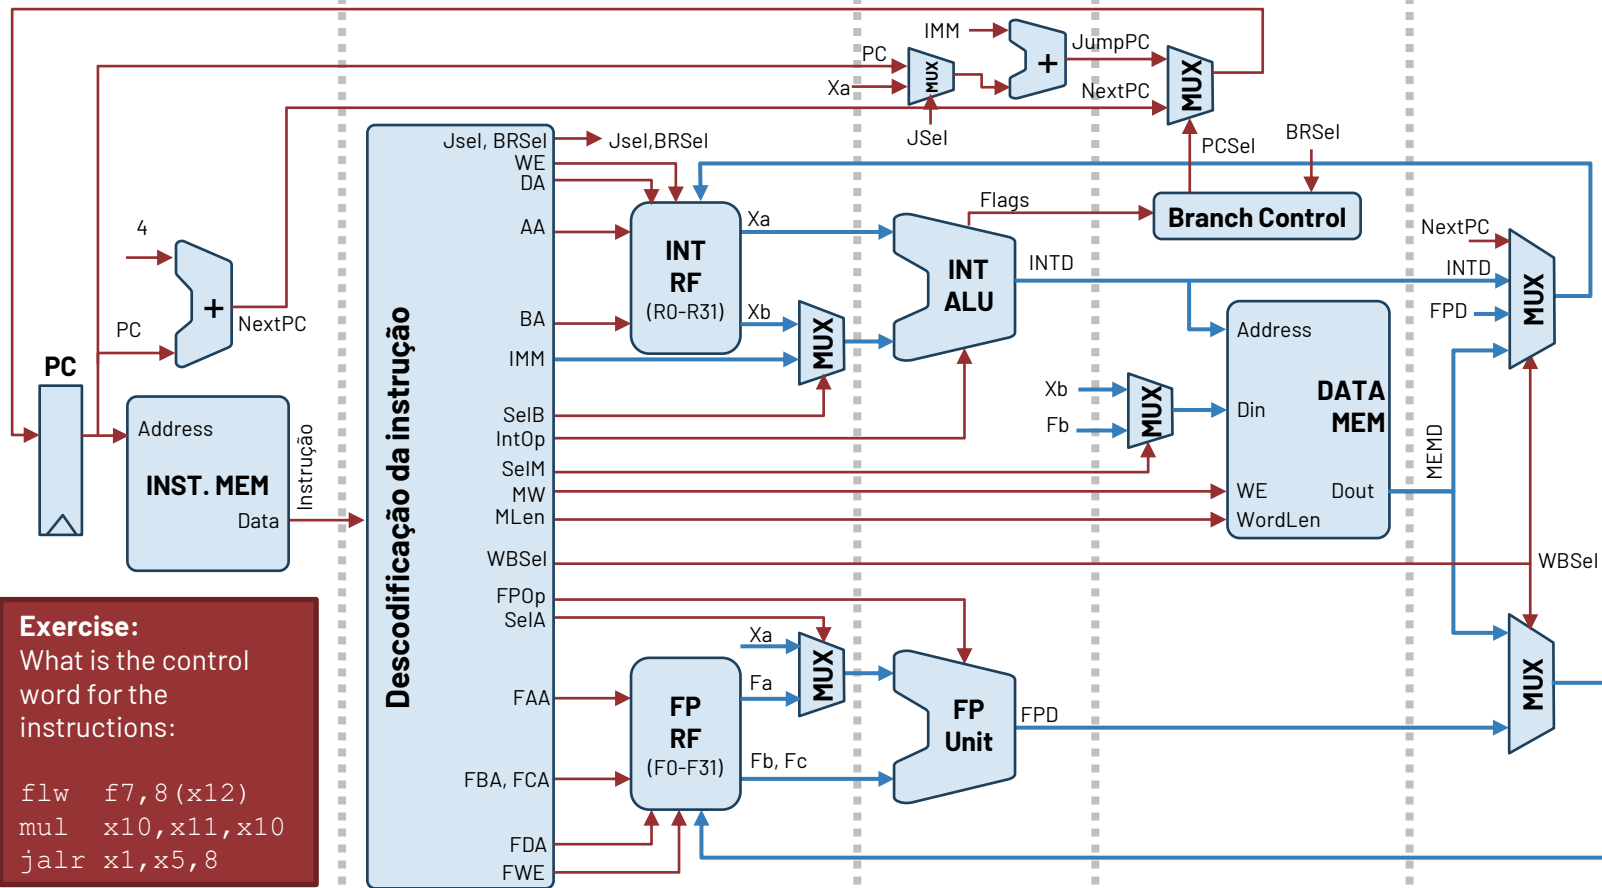 IMM
JumpPC
PC
MUX
+
MUX
Xa
NextPC
JSel
PCSel
BRSel
Jsel, BRSel
Jsel,BRSel
WE
DA
AA
BA
IMM
SelB
IntOp
SelM
MW
MLen
WBSel
FPOp
SelA
FAA
FBA, FCA
FDA
FWE
Descodificação da instrução
4
PC
+
NextPC
PC
Address
INST. MEM
Data
Instrução
INT
RF
(R0-R31)
Xa
Xb
MUX
INT
ALU
Flags
Branch Control
INTD
Xb
Fb
MUX
Address
Din
DATA
MEM
WE
Dout
WordLen
MEMD
NextPC
INTD
FPD
MUX
WBSel
MUX
Xa
Fa
MUX
FP
RF
(F0-F31)
Fb, Fc
FP
Unit
FPD
Exercise:
What is the control
word for the
instructions:
flw f7,8(x12)
mul x10,x11,x10
jalr x1,x5,8